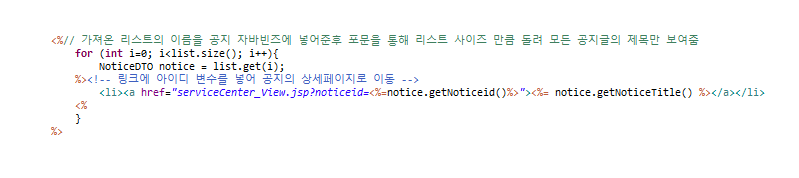 <%// 가져온 리스트의 이름을 공지 자바빈즈에 넣어준후 포문을 통해 리스트 사이즈 만큼 돌려 모든 공지글의 제목만 보여줌
for (int i=0; i<list.size(); i++){
NoticeDTO notice = list.get(i);
%><!-- 링크에 아이디 변수를 넣어 공지의 상세페이지로 이동 -->
<li><a href="serviceCenter_View.jsp?noticeid=<%=notice.getNoticeid()%>"><%= notice.getNoticeTitle() %></a></li>
<%
}
%>